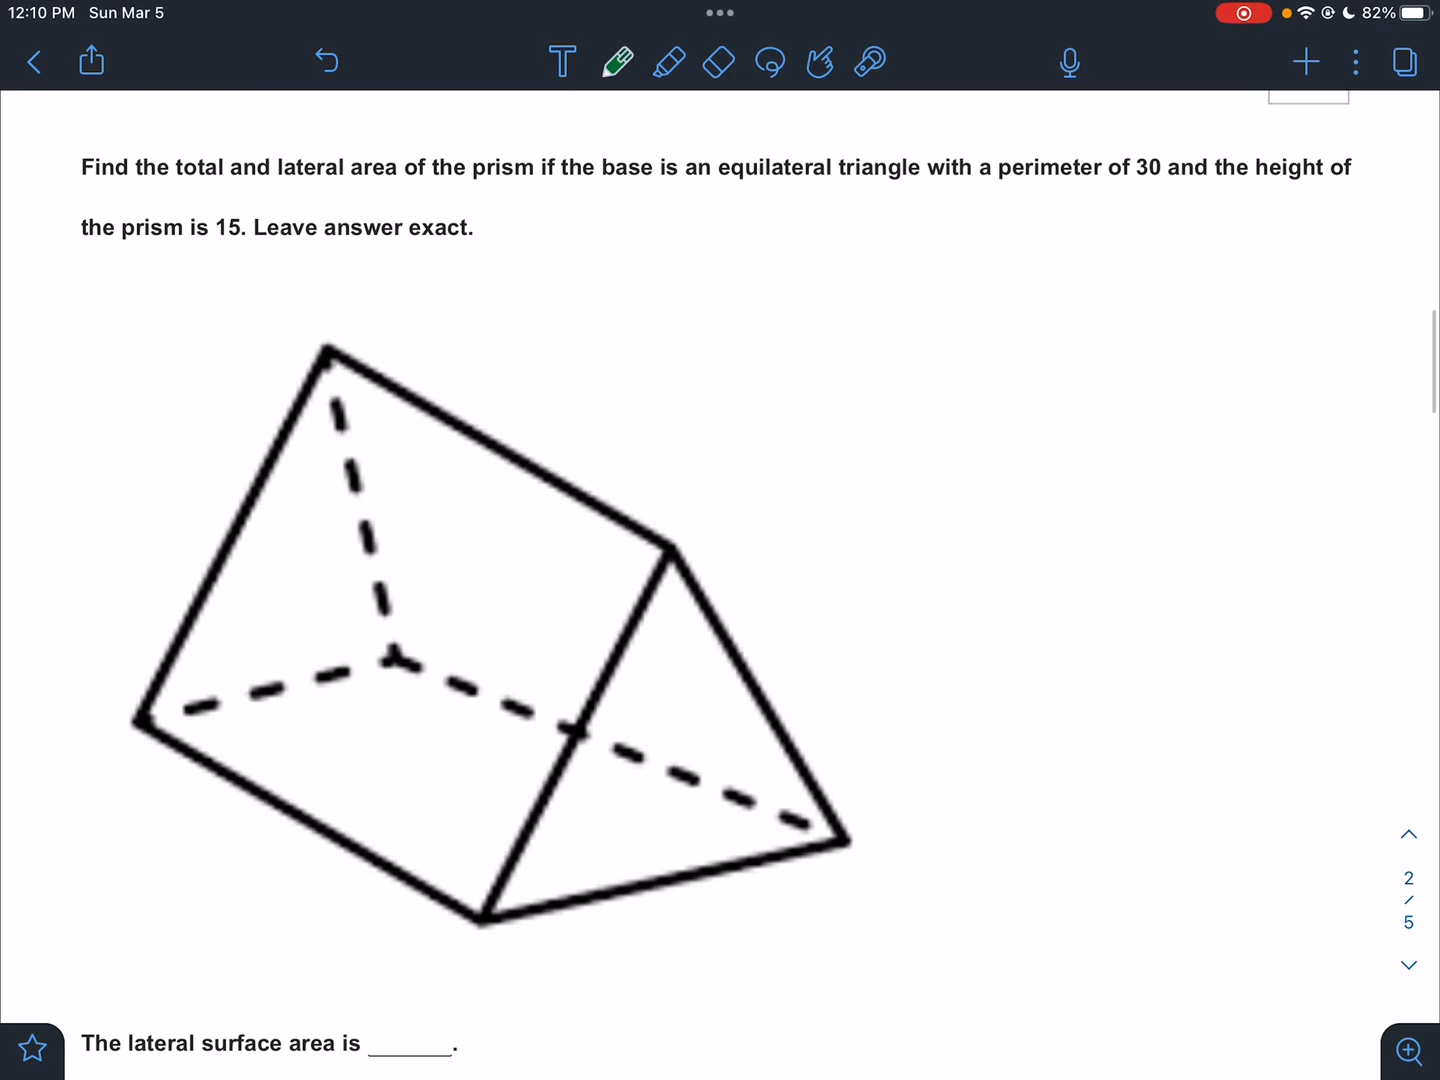 12:10 PM Sun Mar 5
82%
T
Find the total and lateral area of the prism if the base is an equilateral triangle with a perimeter of 30 and the height of
the prism is 15. Leave answer exact.
2
/
5
The lateral surface area is _______.